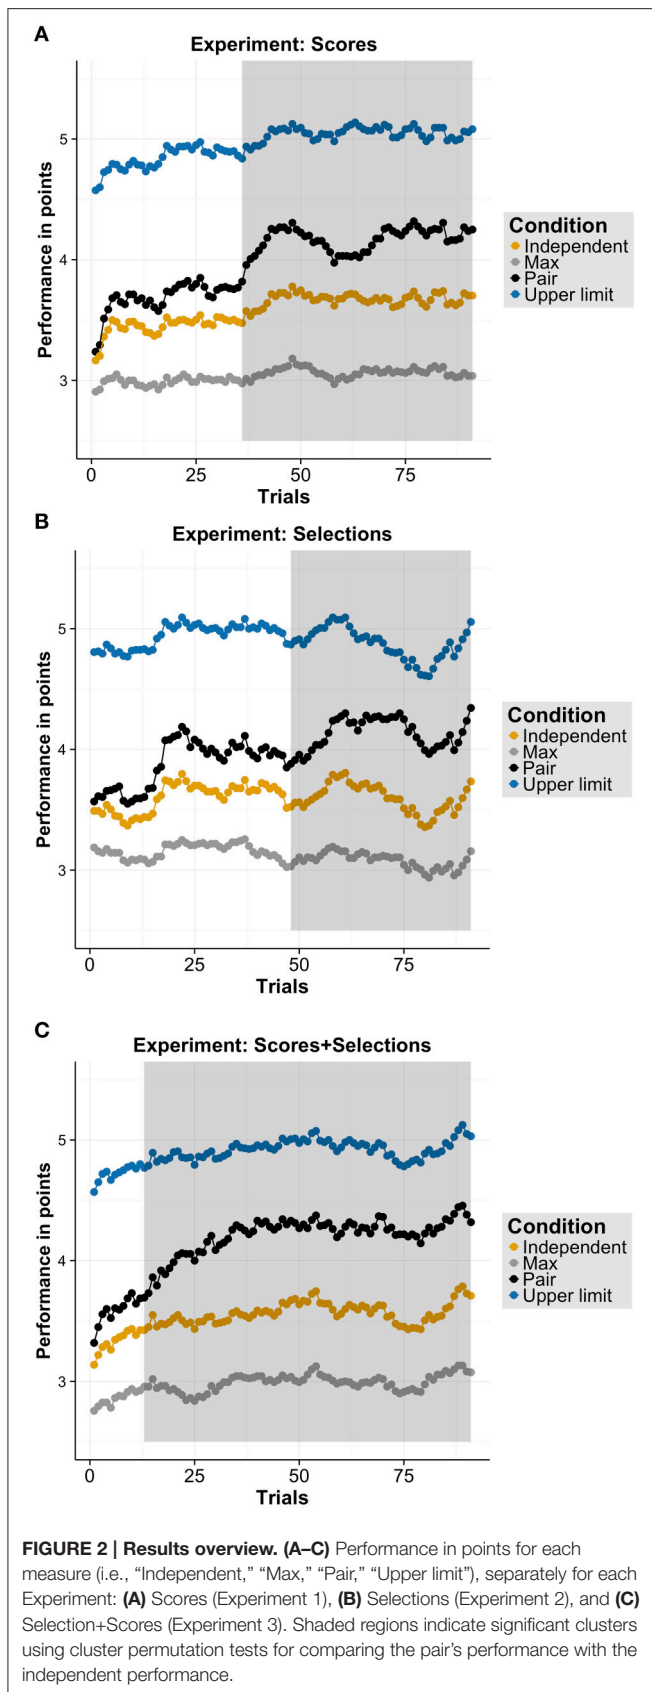 A
Experiment: Scores
Performance in points
5
4
3
0 25 50 75
Trials
Condition
Independent
Max
Pair
Upper limit
B
Experiment: Selections
Performance in points
5
4
3
0 25 50 75
Trials
Condition
Independent
Max
Pair
Upper limit
C
Experiment: Scores+Selections
Performance in points
5
4
3
0 25 50 75
Trials
Condition
Independent
Max
Pair
Upper limit
FIGURE 2 | Results overview. (A–C) Performance in points for each
measure (i.e., “Independent,” “Max,” “Pair,” “Upper limit”), separately for each
Experiment: (A) Scores (Experiment 1), (B) Selections (Experiment 2), and (C)
Selection+Scores (Experiment 3). Shaded regions indicate significant clusters
using cluster permutation tests for comparing the pair’s performance with the
independent performance.